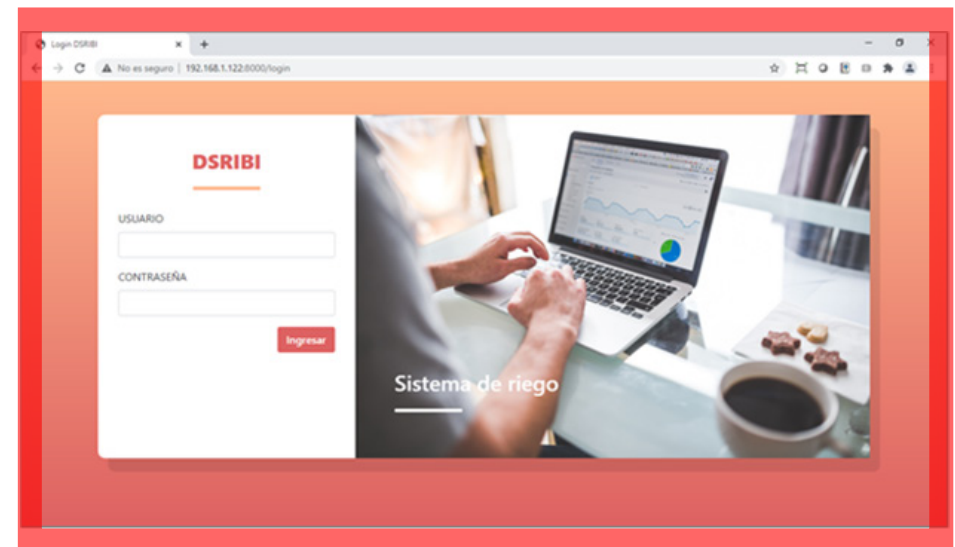 Login DSRIBI
No es seguro | 192.168.1.122:8000/login
DSRIBI
USUARIO
CONTRASEÑA
Ingresar
Sistema de riego